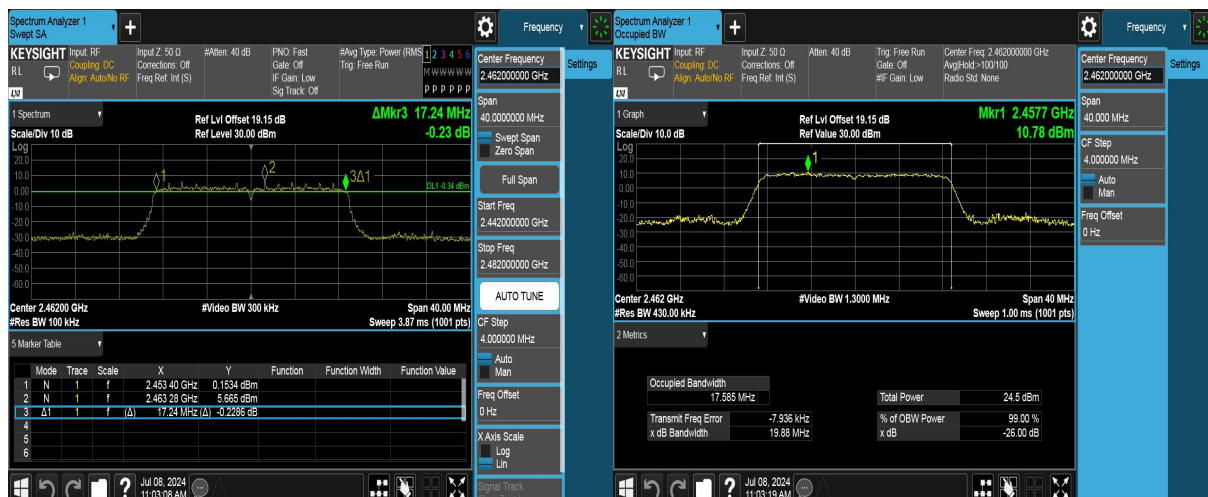 Spectrum Analyzer 1
Swept SA
KEYSIGHT
RL
LXI
Input: RF
Coupling: DC
Align: Auto/No RF
Input Z: 50 Ω
Corrections: Off
Freq Ref: Int (S)
#Atten: 40 dB
PNO: Fast
Gate: Off
IF Gain: Low
Sig Track: Off
#Avg Type: Power (RMS
Trig: Free Run
1 2 3 4 5 6
M W W W W W
P P P P P P
1 Spectrum
Scale/Div 10 dB
Ref Lvl Offset 19.15 dB
Ref Level 30.00 dBm
ΔMkr3 17.24 MHz
-0.23 dB
Log
20.0
10.0
0.00
-10.0
-20.0
-30.0
-40.0
-50.0
-60.0
1
2
3Δ1
DL1 -0.34 dBm
Center 2.46200 GHz
#Res BW 100 kHz
#Video BW 300 kHz
Span 40.00 MHz
Sweep 3.87 ms (1001 pts)
5 Marker Table
Mode Trace Scale X Y Function Function Width Function Value
1 N 1 f 2.453 40 GHz 0.1534 dBm
2 N 1 f 2.463 28 GHz 5.665 dBm
3 Δ1 1 f (Δ) 17.24 MHz (Δ) -0.2286 dB
4
5
6
Jul 08, 2024
11:03:08 AM
Frequency
Settings
Center Frequency
2.462000000 GHz
Span
40.0000000 MHz
Swept Span
Zero Span
Full Span
Start Freq
2.442000000 GHz
Stop Freq
2.482000000 GHz
AUTO TUNE
CF Step
4.000000 MHz
Auto
Man
Freq Offset
0 Hz
X Axis Scale
Log
Lin
Signal Track
Spectrum Analyzer 1
Occupied BW
KEYSIGHT
RL
LXI
Input: RF
Coupling: DC
Align: Auto/No RF
Input Z: 50 Ω
Corrections: Off
Freq Ref: Int (S)
Atten: 40 dB
Trig: Free Run
Gate: Off
#IF Gain: Low
Center Freq: 2.462000000 GHz
Avg|Hold:>100/100
Radio Std: None
1 Graph
Scale/Div 10.0 dB
Ref Lvl Offset 19.15 dB
Ref Value 30.00 dBm
Mkr1 2.4577 GHz
10.78 dBm
Log
20.0
10.0
0.00
-10.0
-20.0
-30.0
-40.0
-50.0
-60.0
1
Center 2.462 GHz
#Res BW 430.00 kHz
#Video BW 1.3000 MHz
Span 40 MHz
Sweep 1.00 ms (1001 pts)
2 Metrics
Occupied Bandwidth
17.585 MHz
Transmit Freq Error -7.936 kHz
x dB Bandwidth 19.88 MHz
Total Power 24.5 dBm
% of OBW Power 99.00 %
x dB -26.00 dB
Jul 08, 2024
11:03:19 AM
Frequency
Settings
Center Frequency
2.462000000 GHz
Span
40.000 MHz
CF Step
4.000000 MHz
Auto
Man
Freq Offset
0 Hz